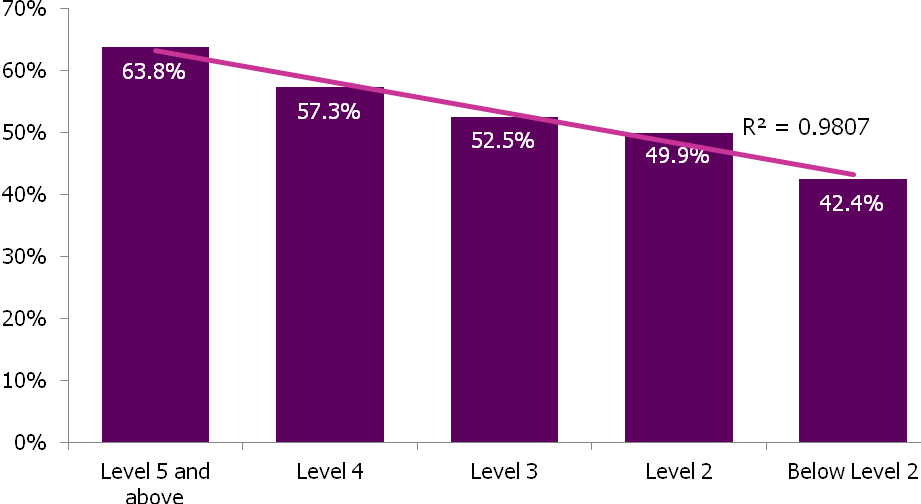 70%
60%
50%
40%
30%
20%
10%
0%
63.8%
57.3%
52.5%
49.9%
42.4%
R² = 0.9807
Level 5 and
above
Level 4
Level 3
Level 2
Below Level 2